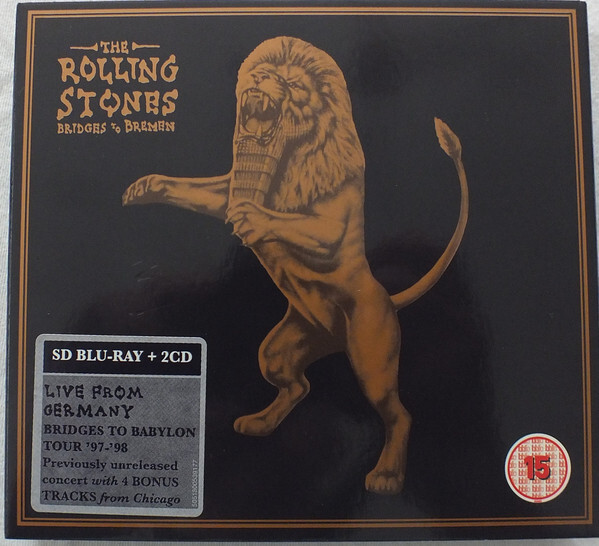 THE
ROLLING
STONES
BRIDGES TO BREMEN
SD BLU-RAY + 2CD
LIVE FROM
GERMANY
BRIDGES TO BABYLON
TOUR '97-'98
Previously unreleased
concert with 4 BONUS
TRACKS from Chicago
15